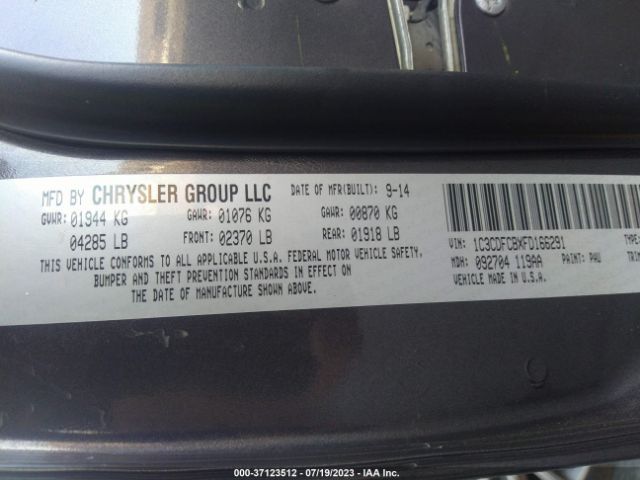 MFD BY CHRYSLER GROUP LLC DATE OF MFR(BUILT): 9-14
GVWR: 01944 KG GAWR: 01076 KG GAWR: 00870 KG
04285 LB FRONT: 02370 LB REAR: 01918 LB
THIS VEHICLE CONFORMS TO ALL APPLICABLE U.S.A. FEDERAL MOTOR VEHICLE SAFETY,
BUMPER AND THEFT PREVENTION STANDARDS IN EFFECT ON
THE DATE OF MANUFACTURE SHOWN ABOVE.
VIN: 1C3CDFCBXFD166291
MDH: 092704 119AA PAINT: PAU TRIM
VEHICLE MADE IN U.S.A.
000-37123512 - 07/19/2023 - IAA Inc.